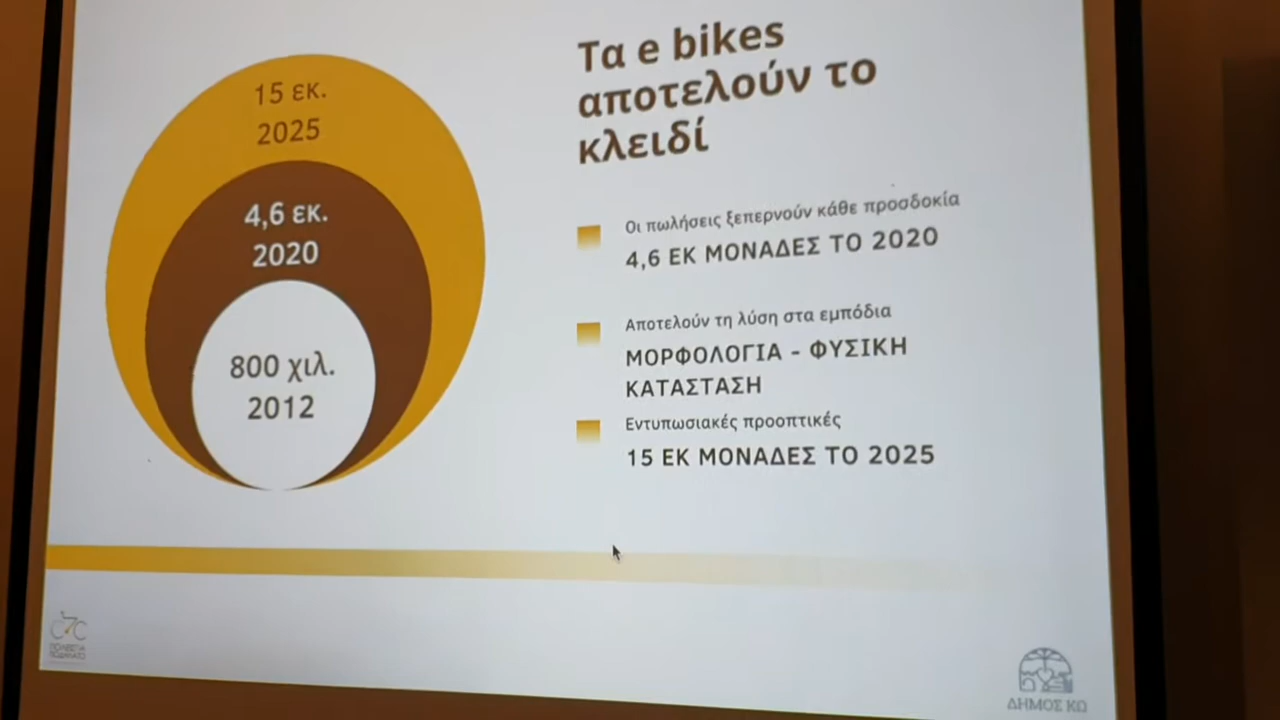 Τα e bikes
αποτελούν το
κλειδί
15 εκ.
2025
4,6 εκ.
2020
800 χιλ.
2012
Οι πωλήσεις ξεπερνούν κάθε προσδοκία
4,6 ΕΚ ΜΟΝΑΔΕΣ ΤΟ 2020
Αποτελούν τη λύση στα εμπόδια
ΜΟΡΦΟΛΟΓΙΑ - ΦΥΣΙΚΗ
ΚΑΤΑΣΤΑΣΗ
Εντυπωσιακές προοπτικές
15 ΕΚ ΜΟΝΑΔΕΣ ΤΟ 2025
ΔΗΜΟΣ ΚΩ